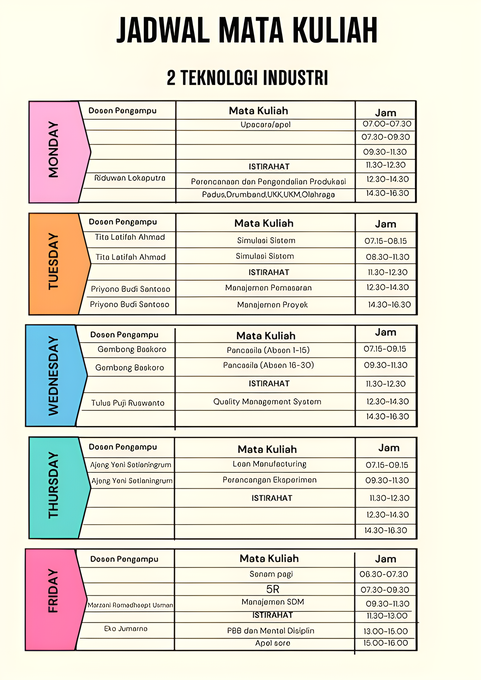 JADWAL MATA KULIAH
2 TEKNOLOGI INDUSTRI
MONDAY
Dosen Pengampu Mata Kuliah Jam
Upacara/apel 07.00-07.30
07.30-09.30
09.30-11.30
ISTIRAHAT 11.30-12.30
Riduwan Lokaputra Perencanaan dan Pengendalian Produkasi 12.30-14.30
Padus,Drumband,UKK,UKM,Olahraga 14.30-16.30
TUESDAY
Dosen Pengampu Mata Kuliah Jam
Tita Latifah Ahmad Simulasi Sistem 07.15-08.15
Tita Latifah Ahmad Simulasi Sistem 08.30-11.30
ISTIRAHAT 11.30-12.30
Priyono Budi Santoso Manajemen Pemasaran 12.30-14.30
Priyono Budi Santoso Manajemen Proyek 14.30-16.30
WEDNESDAY
Dosen Pengampu Mata Kuliah Jam
Gembong Baskoro Pancasila (Absen 1-15) 07.15-09.15
Gembong Baskoro Pancasila (Absen 16-30) 09.30-11.30
ISTIRAHAT 11.30-12.30
Tulus Puji Ruswanto Quality Management System 12.30-14.30
14.30-16.30
THURSDAY
Dosen Pengampu Mata Kuliah Jam
Ajeng Yeni Setianingrum Lean Manufacturing 07.15-09.15
Ajeng Yeni Setianingrum Perancangan Eksperimen 09.30-11.30
ISTIRAHAT 11.30-12.30
12.30-14.30
14.30-16.30
FRIDAY
Dosen Pengampu Mata Kuliah Jam
Senam pagi 06.30-07.30
5R 07.30-09.30
Marzani Usman Manajemen SDM 09.30-11.30
ISTIRAHAT 11.30-13.00
Eko Jumarno PBB dan Mental Disiplin 13.00-15.00
Apel sore 15.00-16.00